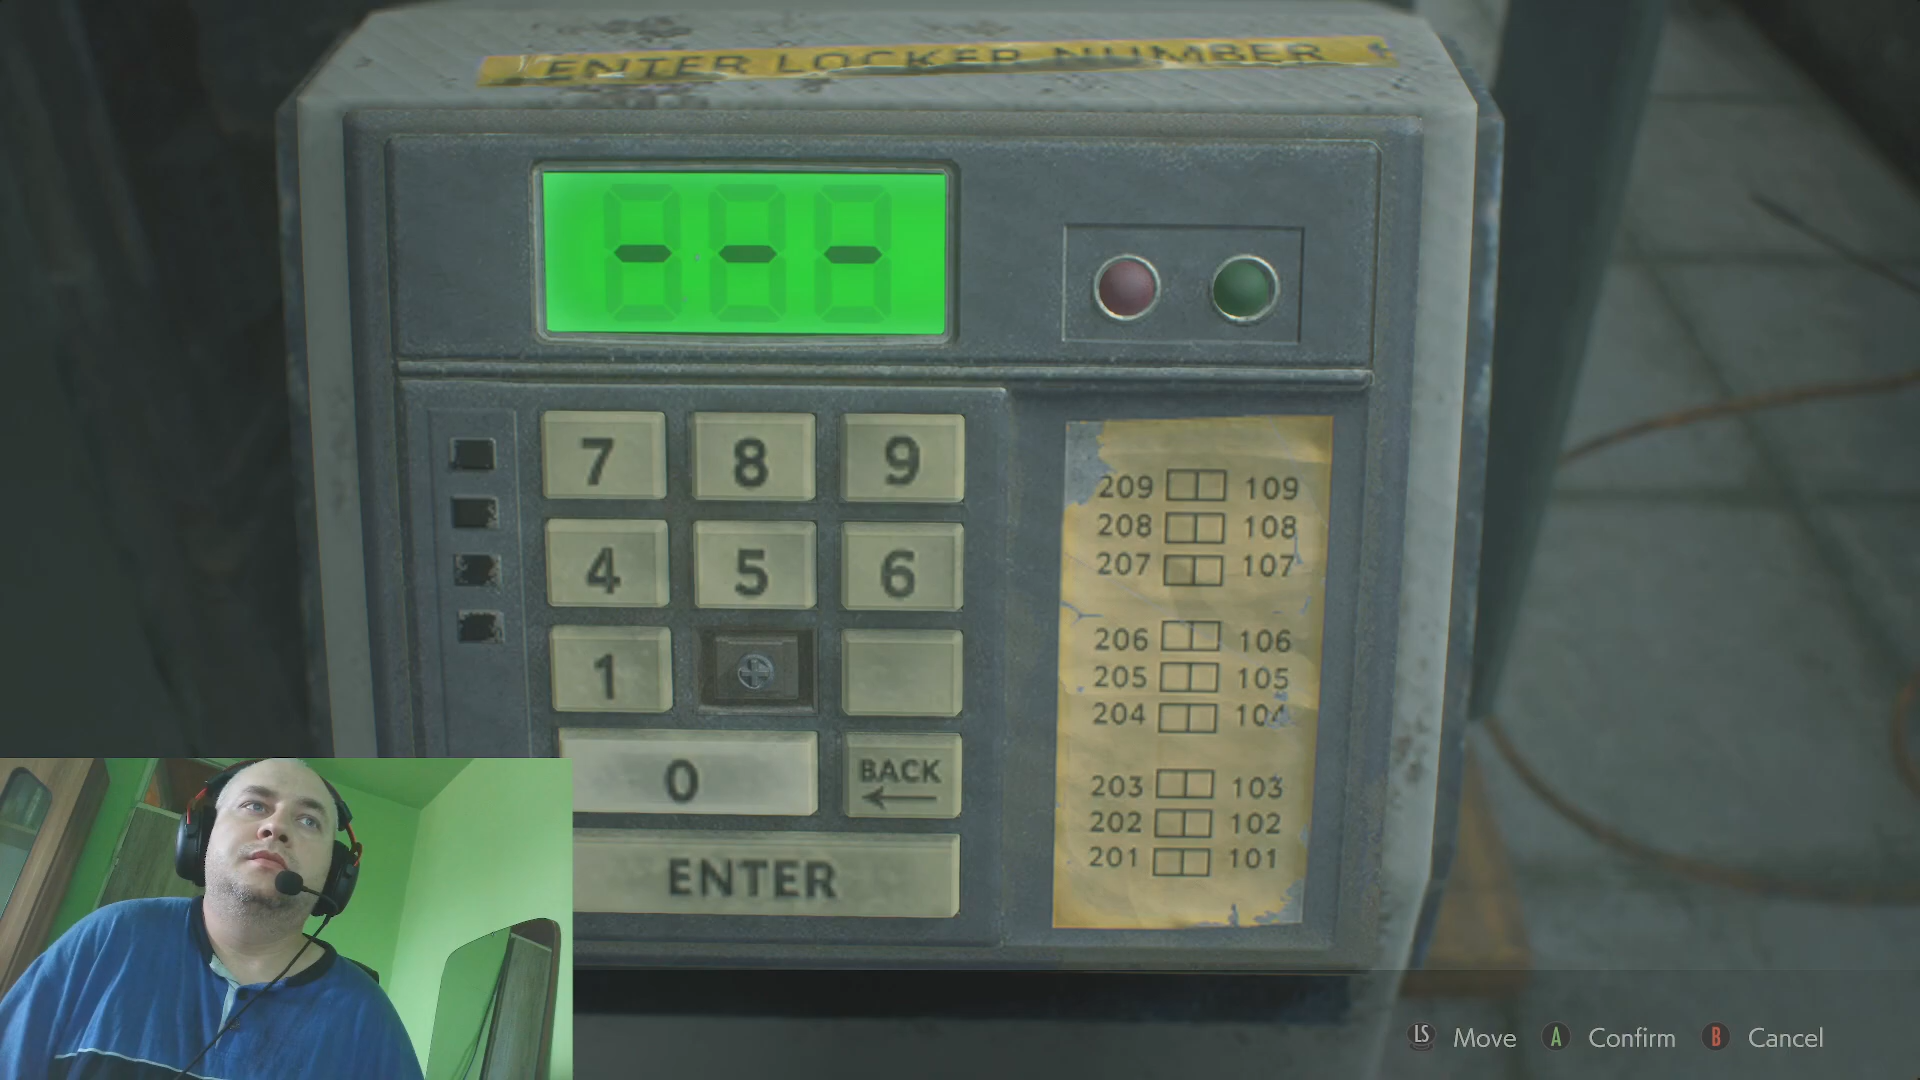 ENTER LOCKER NUMBER
7 8 9
4 5 6
1
0 BACK
ENTER
209 109
208 108
207 107
206 106
205 105
204 104
203 103
202 102
201 101
LS Move A Confirm B Cancel